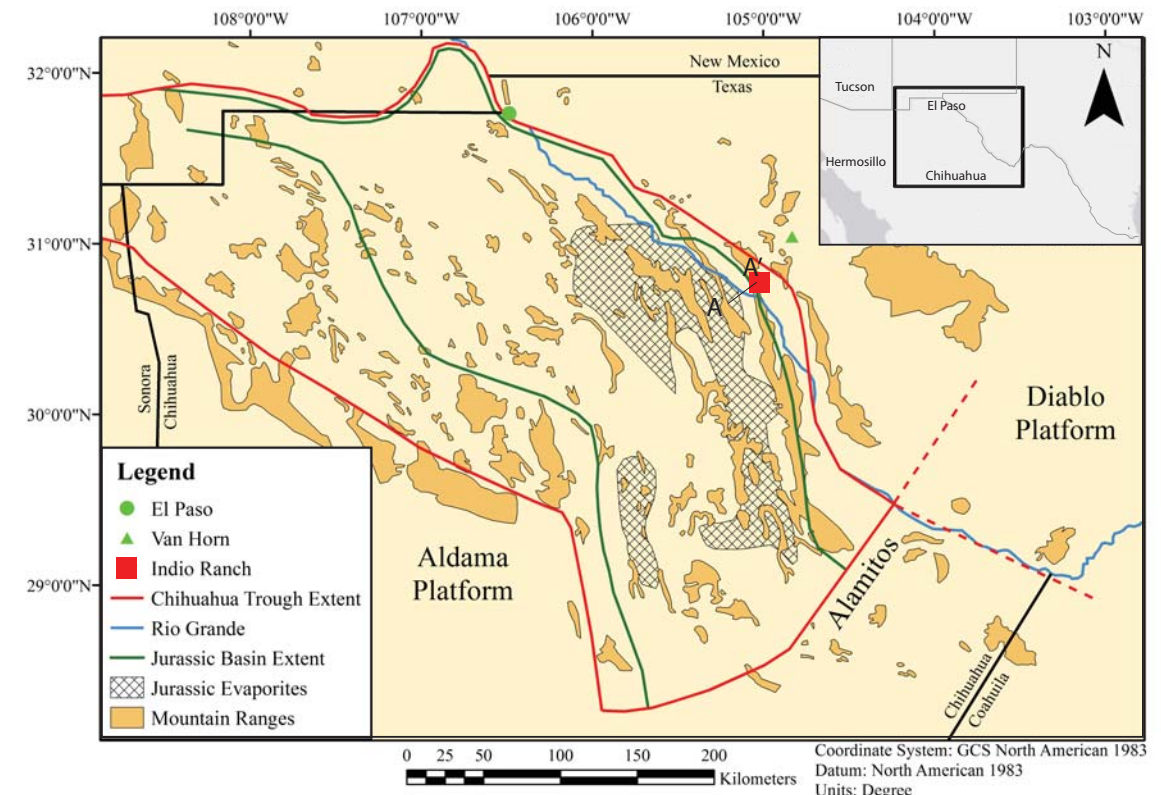 108°0'0"W
107°0'0"W
106°0'0"W
105°0'0"W
104°0'0"W
103°0'0"W
32°0'0"N
31°0'0"N
30°0'0"N
29°0'0"N
New Mexico
Texas
N
Tucson
El Paso
Hermosillo
Chihuahua
A'
A
Sonora
Chihuahua
Diablo
Platform
Aldama
Platform
Alamitos
Chihuahua
Coahuila
Legend
El Paso
Van Horn
Indio Ranch
Chihuahua Trough Extent
Rio Grande
Jurassic Basin Extent
Jurassic Evaporites
Mountain Ranges
0 25 50 100 150 200
Kilometers
Coordinate System: GCS North American 1983
Datum: North American 1983
Units: Degree